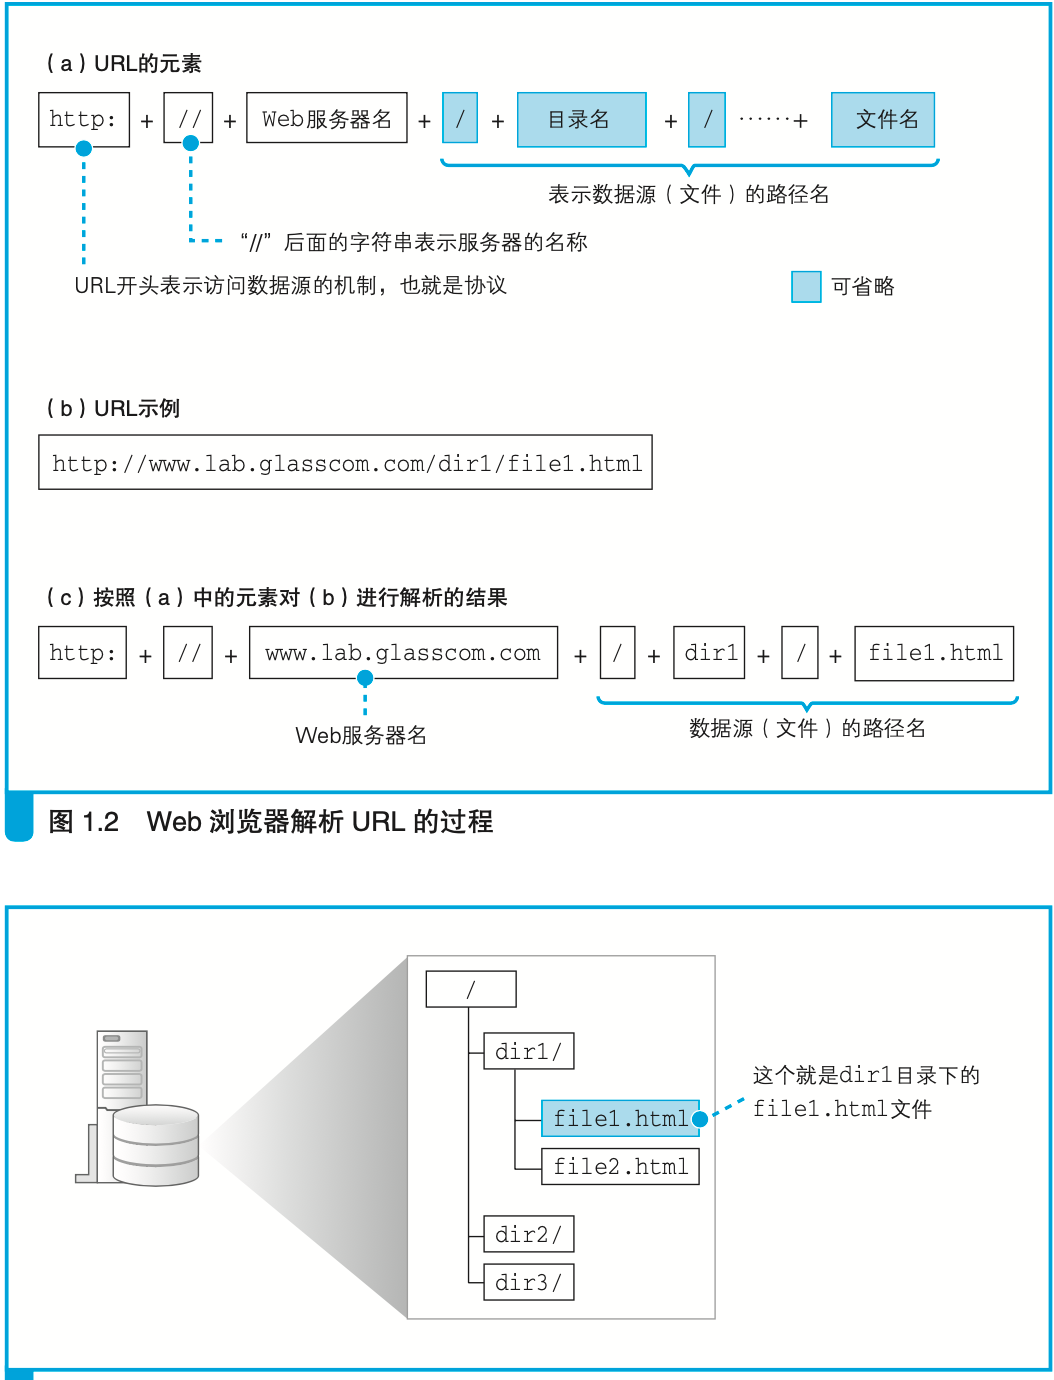 （a）URL的元素
http: + // + Web服务器名 + / + 目录名 + / ……+ 文件名
表示数据源（文件）的路径名
“//”后面的字符串表示服务器的名称
URL开头表示访问数据源的机制，也就是协议
可省略
（b）URL示例
http://www.lab.glasscom.com/dir1/file1.html
（c）按照（a）中的元素对（b）进行解析的结果
http: + // + www.lab.glasscom.com + / + dir1 + / + file1.html
Web服务器名
数据源（文件）的路径名
图 1.2 Web 浏览器解析 URL 的过程
/
dir1/
file1.html
file2.html
dir2/
dir3/
这个就是dir1目录下的
file1.html文件